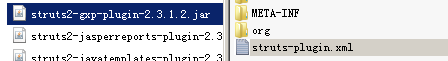 struts2-gxp-plugin-2.3.1.2.jar
struts2-jasperreports-plugin-2.3
struts2-javatemplates-plugin-2.3
META-INF
org
struts-plugin.xml